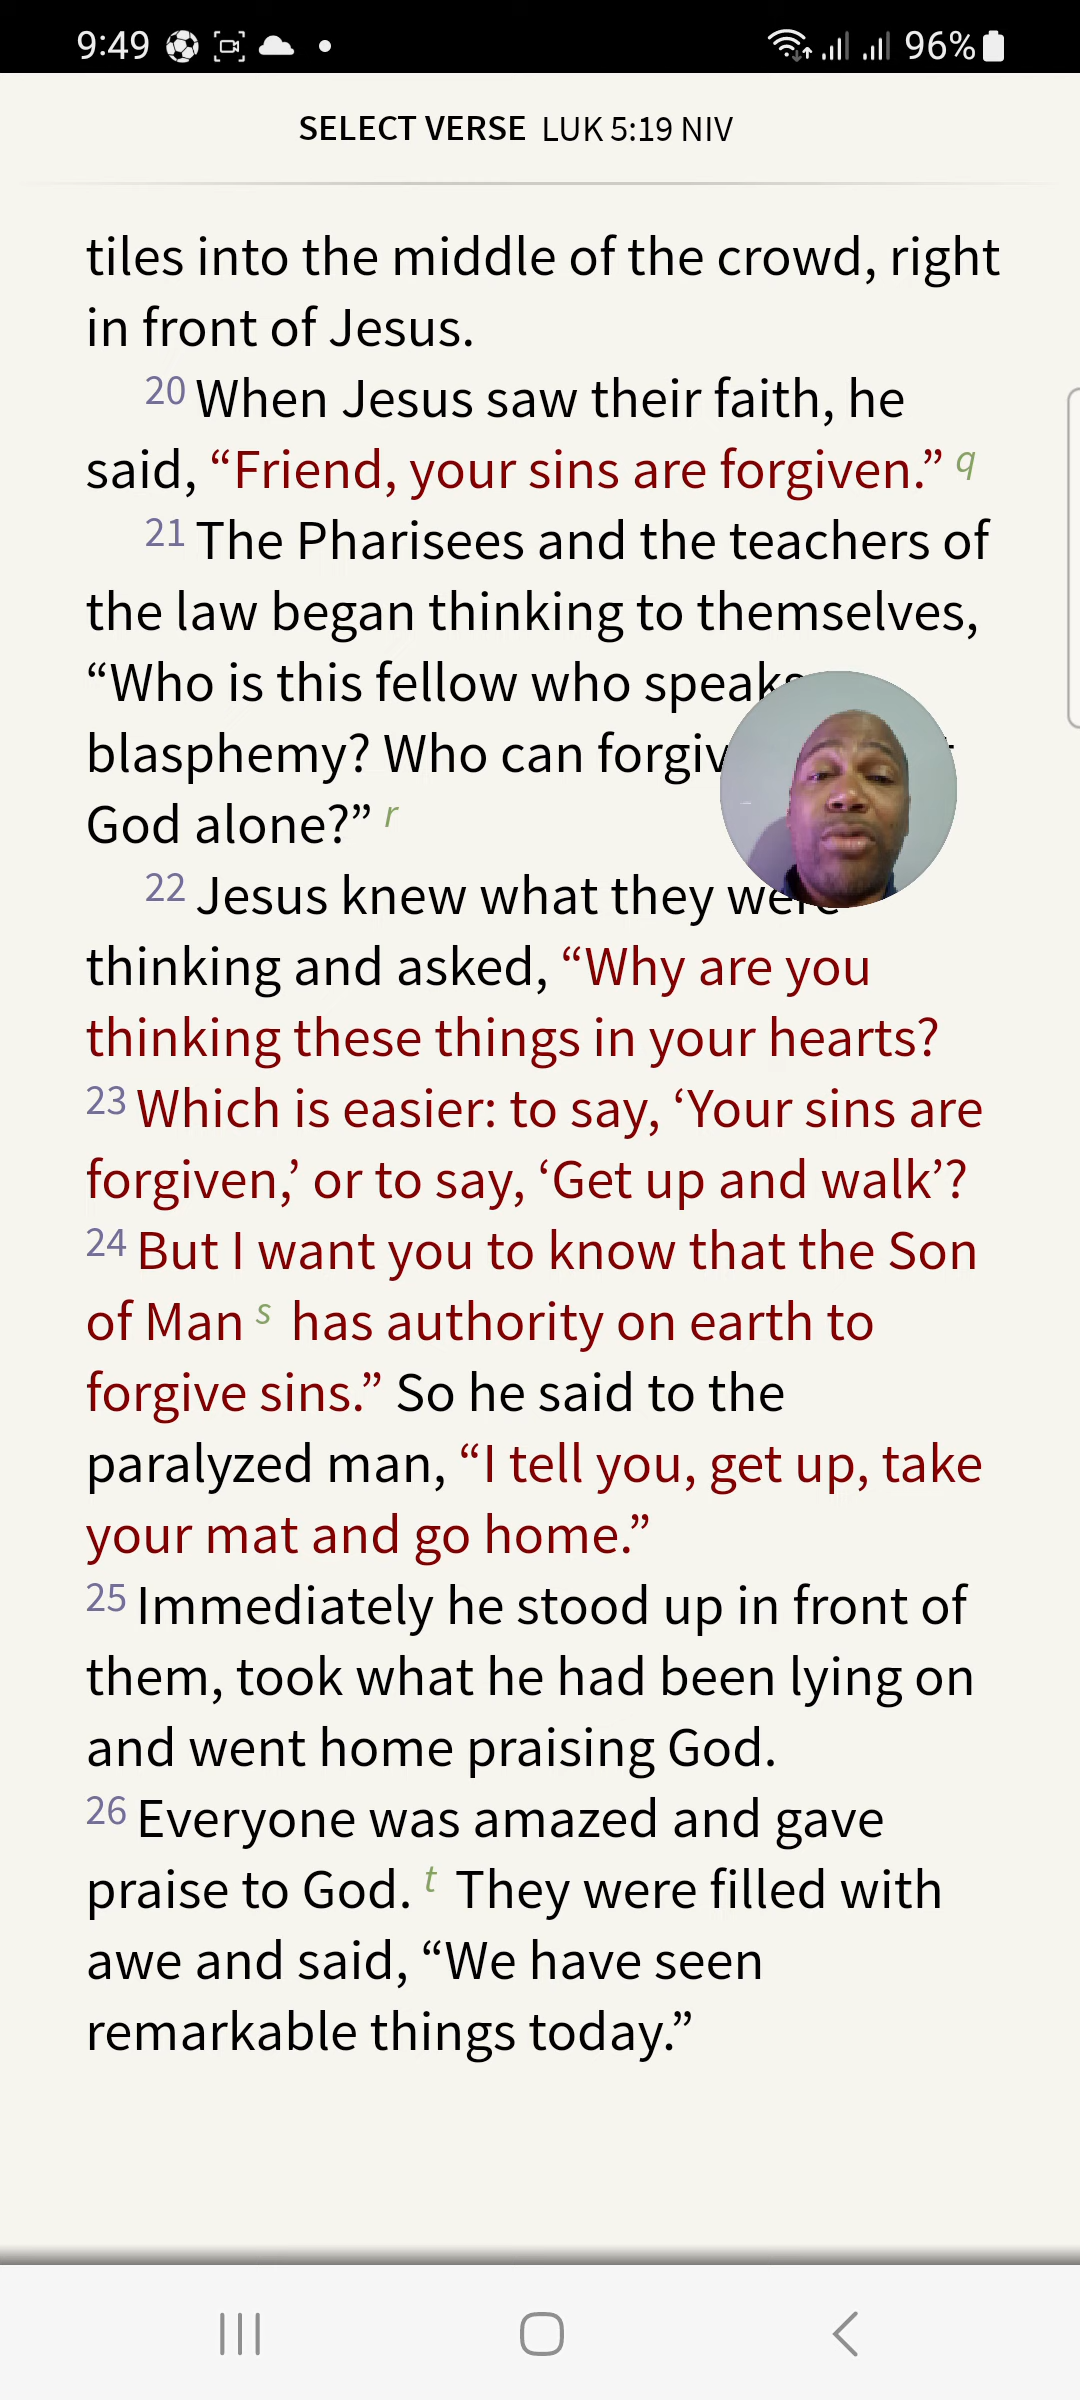 9:49 96%
SELECT VERSE LUK 5:19 NIV
tiles into the middle of the crowd, right
in front of Jesus.
20 When Jesus saw their faith, he
said, “Friend, your sins are forgiven.” q
21 The Pharisees and the teachers of
the law began thinking to themselves,
“Who is this fellow who speaks
blasphemy? Who can
God alone?” r
22 Jesus knew what they were
thinking and asked, “Why are you
thinking these things in your hearts?
23 Which is easier: to say, ‘Your sins are
forgiven,’ or to say, ‘Get up and walk’?
24 But I want you to know that the Son
of Man s has authority on earth to
forgive sins.” So he said to the
paralyzed man, “I tell you, get up, take
your mat and go home.”
25 Immediately he stood up in front of
them, took what he had been lying on
and went home praising God.
26 Everyone was amazed and gave
praise to God. t They were filled with
awe and said, “We have seen
remarkable things today.”